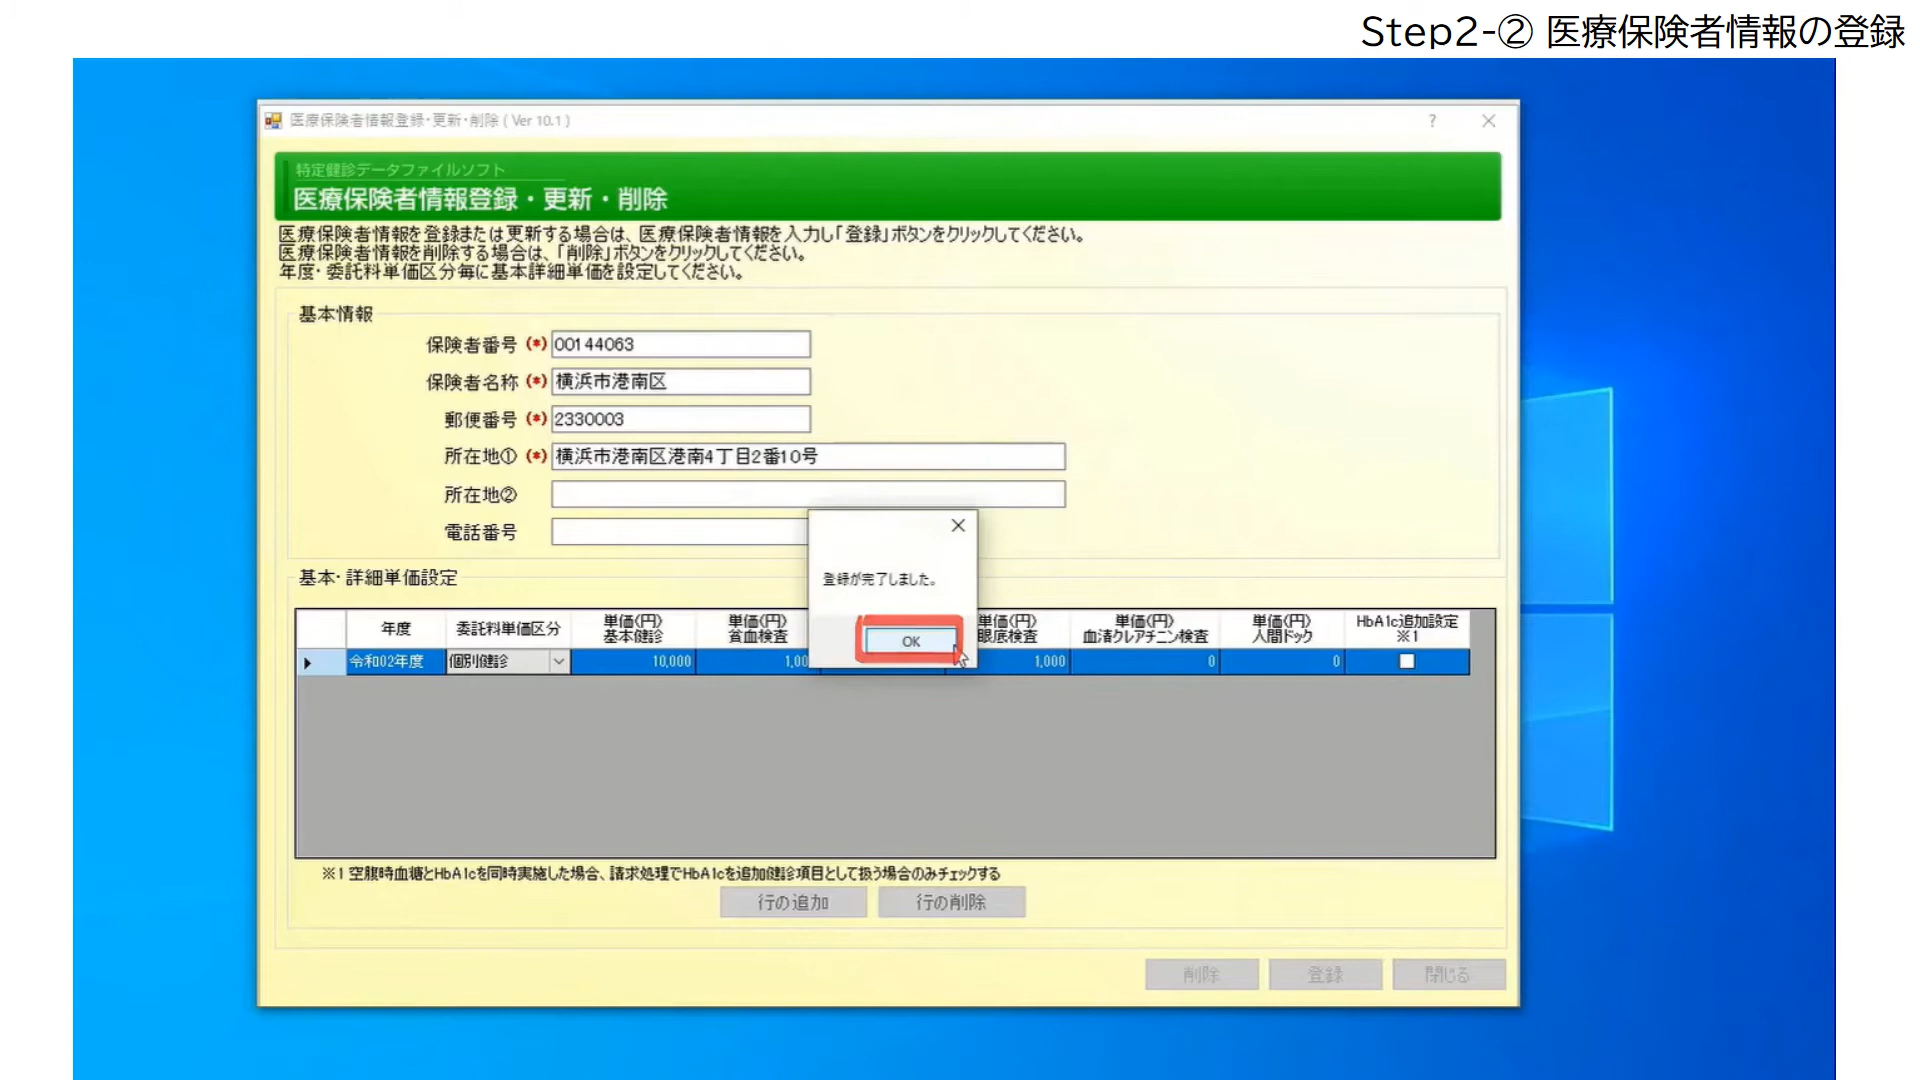 Step2-② 医療保険者情報の登録
医療保険者情報登録・更新・削除 ( Ver 10.1 )
特定健診データファイルソフト
医療保険者情報登録・更新・削除
医療保険者情報を登録または更新する場合は、医療保険者情報を入力し「登録」ボタンをクリックしてください。
医療保険者情報を削除する場合は、「削除」ボタンをクリックしてください。
年度・委託料単価区分毎に基本詳細単価を設定してください。
基本情報
保険者番号 (*) 00144063
保険者名称 (*) 横浜市港南区
郵便番号 (*) 2330003
所在地① (*) 横浜市港南区港南4丁目2番10号
所在地②
電話番号
登録が完了しました。
OK
基本・詳細単価設定
年度 委託料単価区分 単価(円) 基本健診 単価(円) 貧血検査 単価(円) 眼底検査 単価(円) 血清クレアチニン検査 単価(円) 人間ドック HbA1c追加設定 ※1
令和02年度 個別健診 10,000 1,00 1,000 0 0
※1 空腹時血糖とHbA1cを同時実施した場合、請求処理でHbA1cを追加健診項目として扱う場合のみチェックする
行の追加 行の削除
削除 登録 閉じる